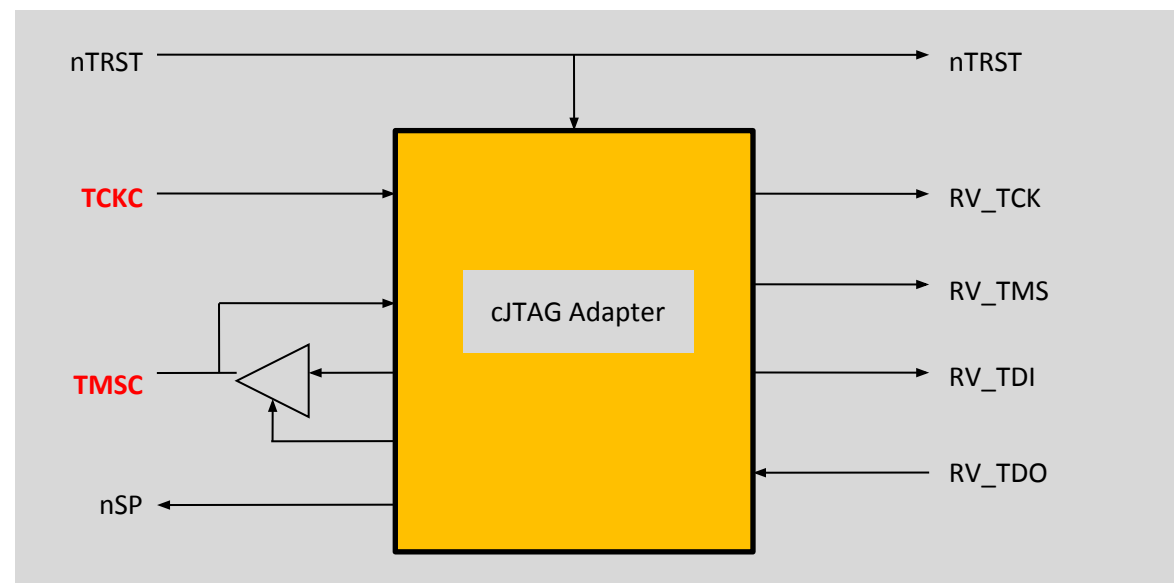 nTRST
nTRST
TCKC
RV_TCK
cJTAG Adapter
RV_TMS
TMSC
RV_TDI
RV_TDO
nSP